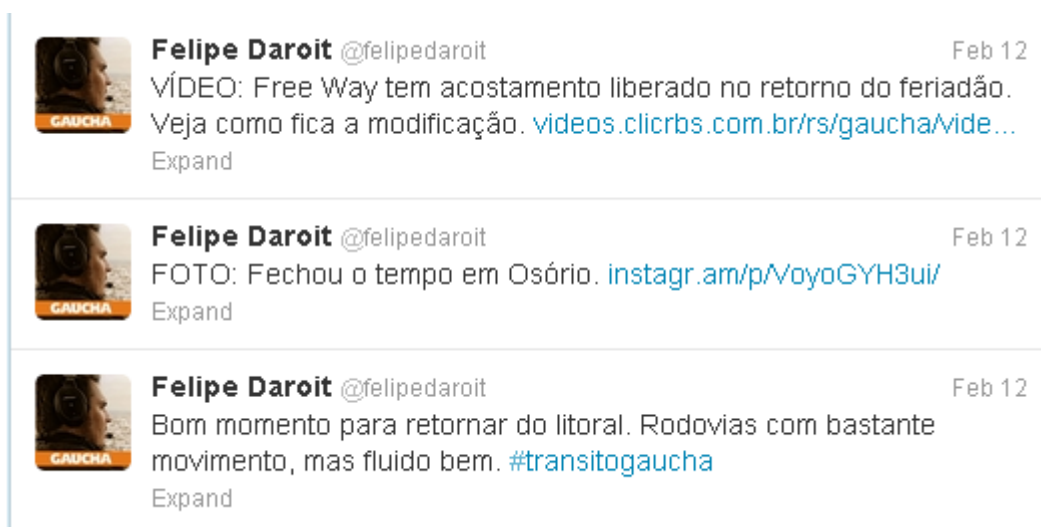 Felipe Daroit @felipedaroit Feb 12
VÍDEO: Free Way tem acostamento liberado no retorno do feriadão.
Veja como fica a modificação. videos.clicrbs.com.br/rs/gaucha/vide...
GAUCHA
Expand
Felipe Daroit @felipedaroit Feb 12
FOTO: Fechou o tempo em Osório. instagr.am/p/VoyoGYH3ui/
GAUCHA
Expand
Felipe Daroit @felipedaroit Feb 12
Bom momento para retornar do litoral. Rodovias com bastante
movimento, mas fluido bem. #transitogaucha
GAUCHA
Expand